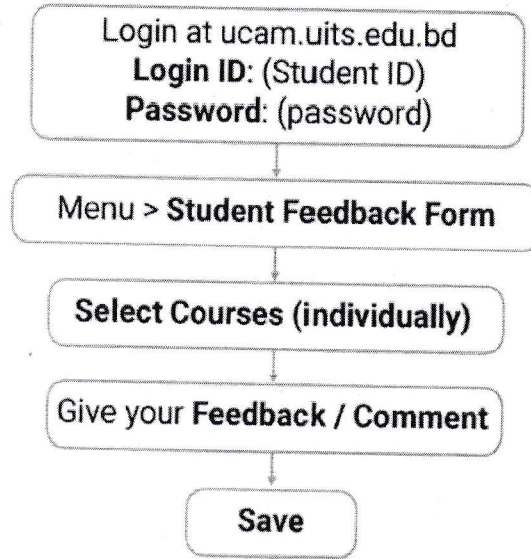 Login at ucam.uits.edu.bd
Login ID: (Student ID)
Password: (password)
Menu > Student Feedback Form
Select Courses (individually)
Give your Feedback / Comment
Save